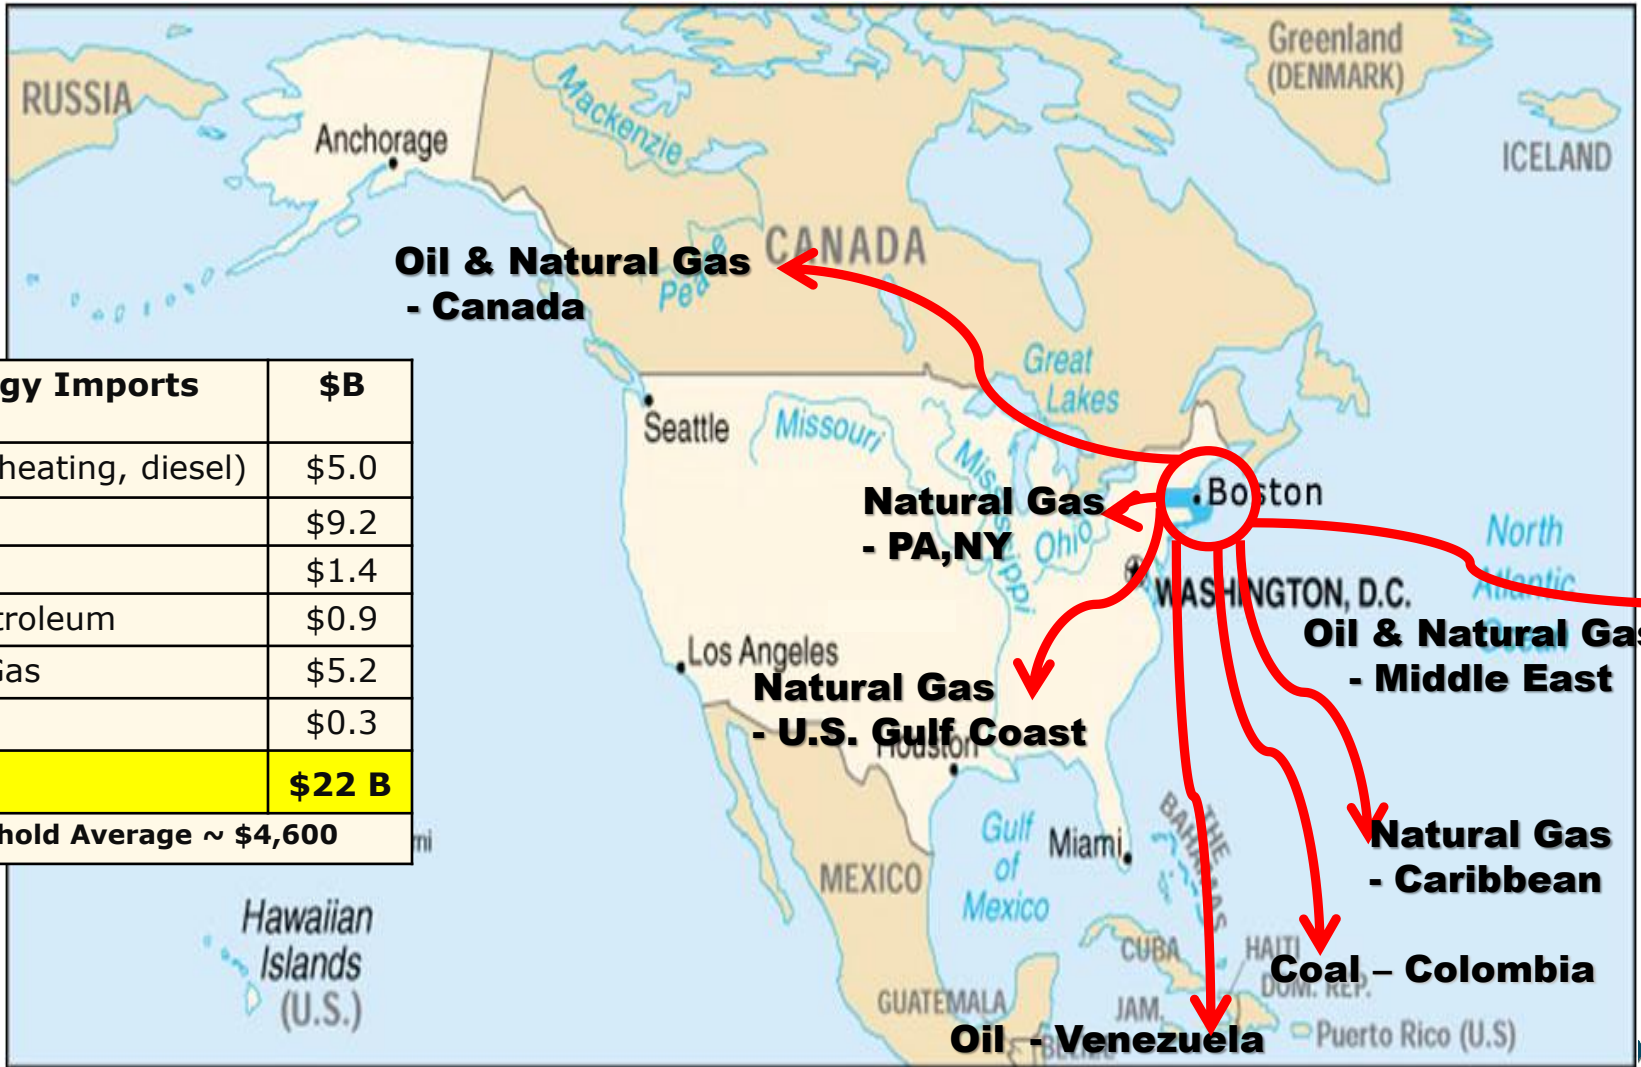 RUSSIA
Anchorage
Mackenzie
Greenland
(DENMARK)
ICELAND
CANADA
Oil & Natural Gas
- Canada
Great
Lakes
gy Imports $B
heating, diesel) $5.0
$9.2
$1.4
troleum $0.9
Gas $5.2
$0.3
$22 B
hold Average ~ $4,600
Seattle
Missouri
Boston
Natural Gas
- PA,NY
Ohio
North
Atlantic
WASHINGTON, D.C.
Oil & Natural Gas
- Middle East
Los Angeles
Natural Gas
- U.S. Gulf Coast
Houston
Gulf
of
Mexico
Miami
THE
BAHAMAS
MEXICO
Natural Gas
- Caribbean
Hawaiian
Islands
(U.S.)
CUBA
HAITI
Coal – Colombia
DOM. REP.
GUATEMALA
JAM.
Oil - Venezuela
Puerto Rico (U.S)